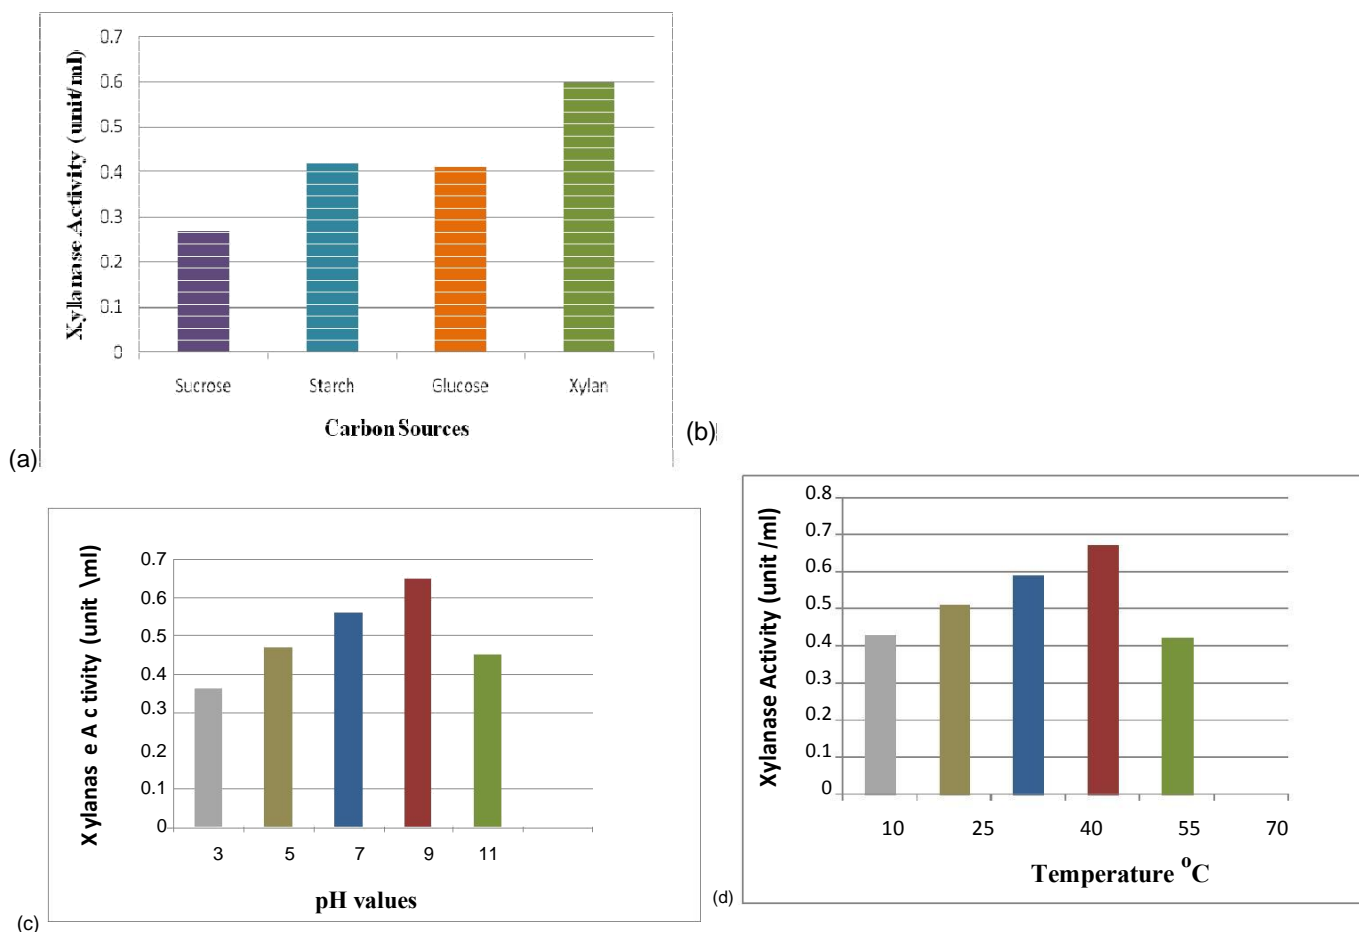 0.7
0.6
0.5
0.4
0.3
0.2
0.1
0
Xylanase Activity (unit/ml)
Sucrose Starch Glucose Xylan
Carbon Sources
(a)
(b)
0.7
0.6
0.5
0.4
0.3
0.2
0.1
0
Xylanas e A c tivity (unit \ml)
3 5 7 9 11
pH values
(c)
0.8
0.7
0.6
0.5
0.4
0.3
0.2
0.1
0
Xylanase Activity (unit /ml)
10 25 40 55 70
Temperature °C
(d)